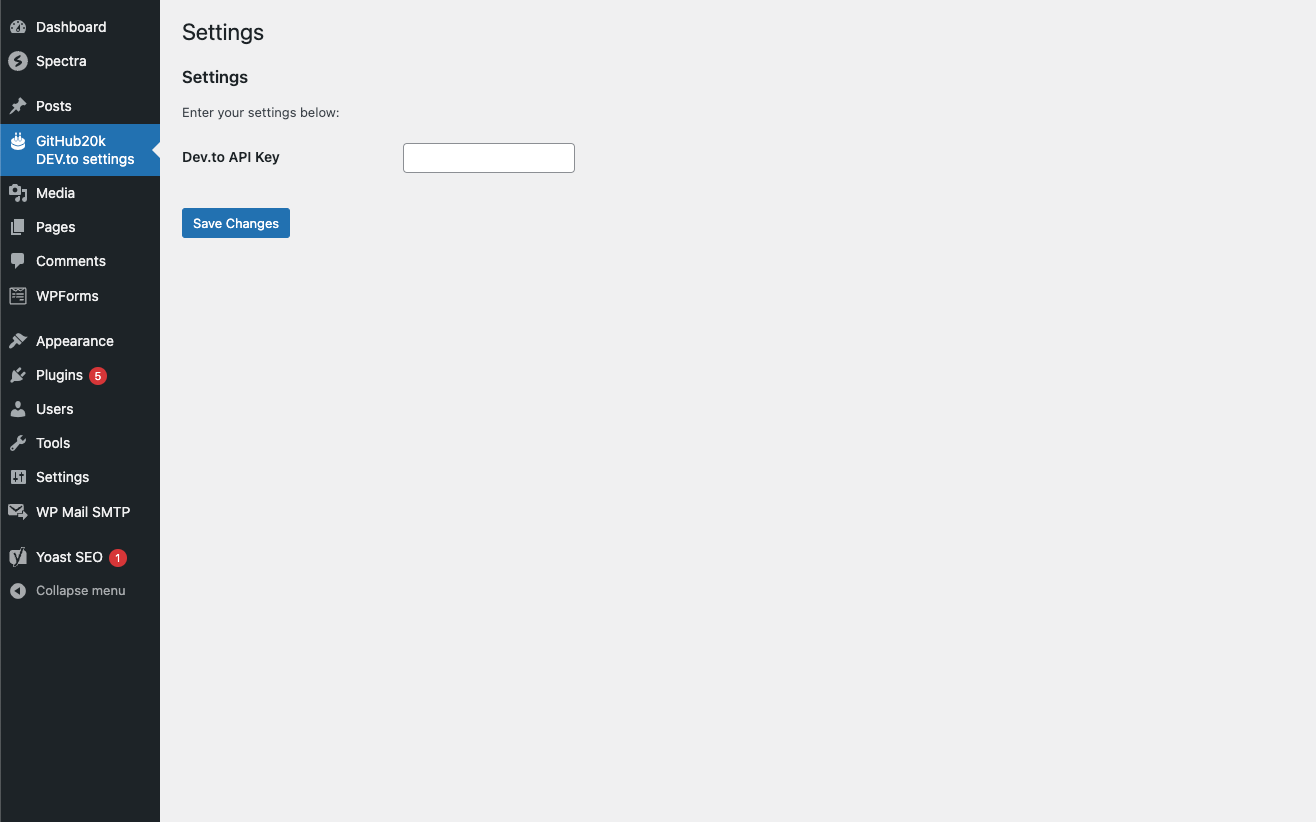 Dashboard
Spectra
Posts
GitHub20k
DEV.to settings
Media
Pages
Comments
WPForms
Appearance
Plugins 5
Users
Tools
Settings
WP Mail SMTP
Yoast SEO 1
Collapse menu
Settings
Settings
Enter your settings below:
Dev.to API Key
Save Changes